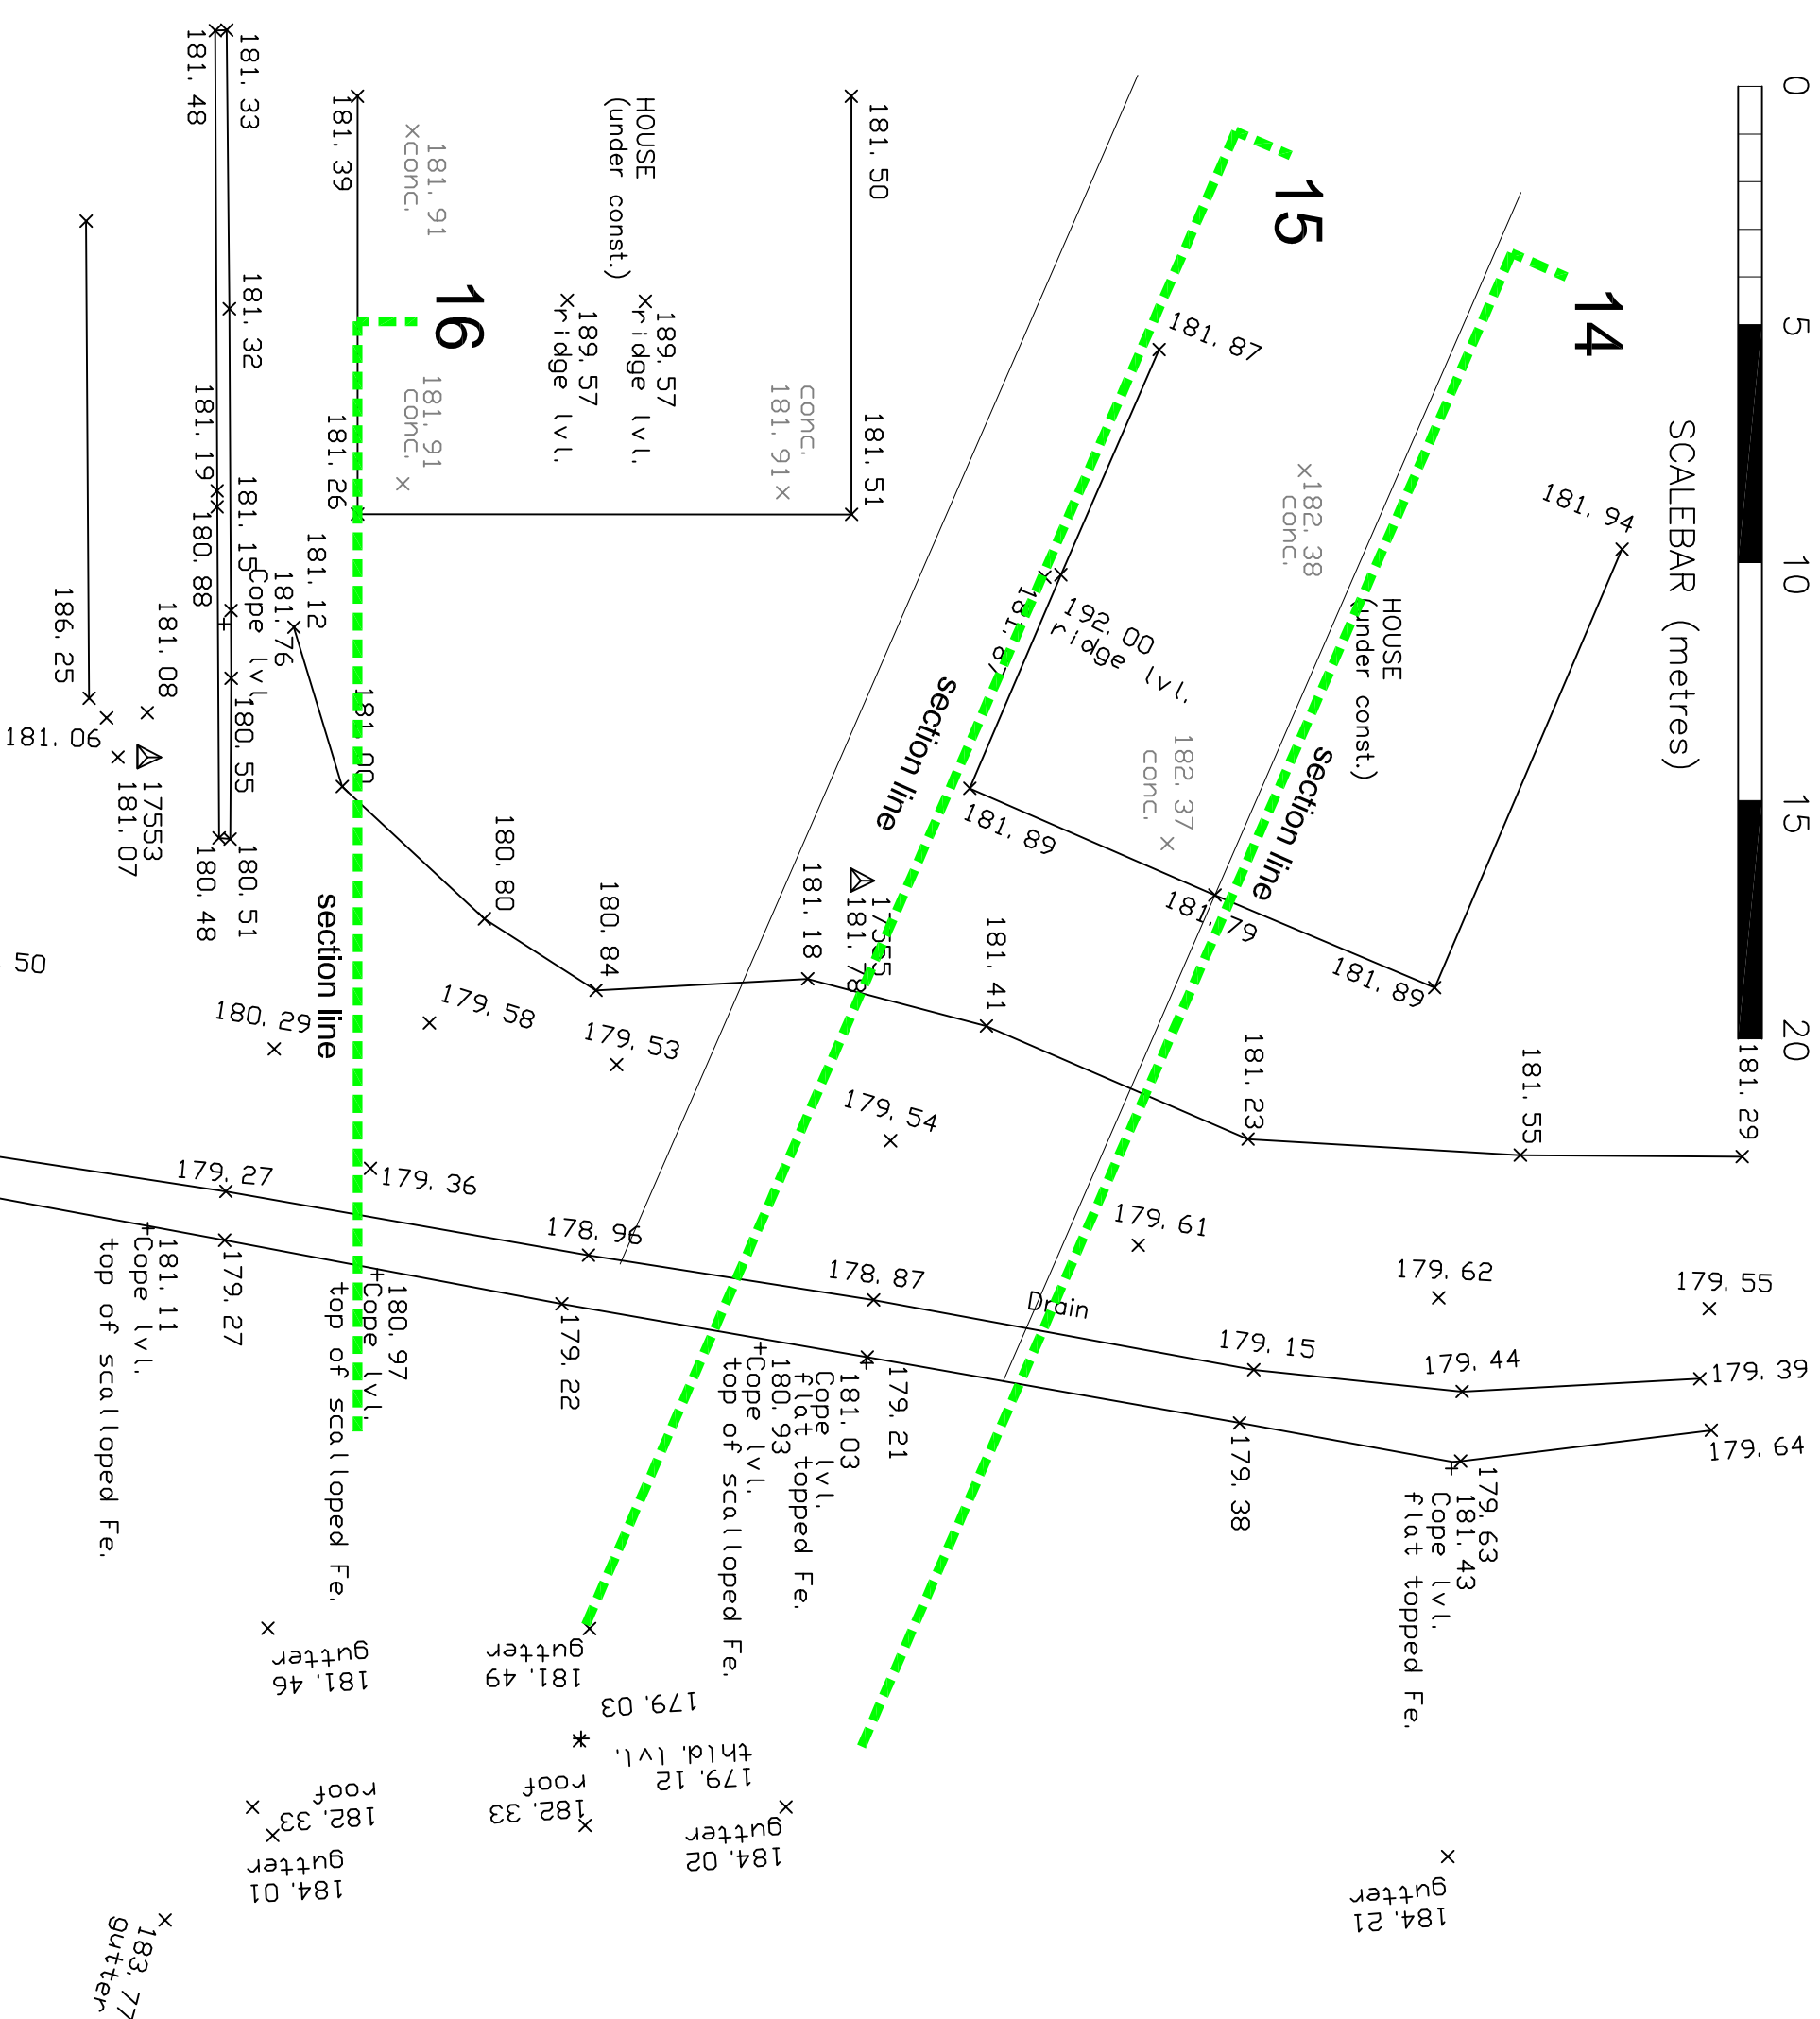 0
5
10
15
20
SCALEBAR (metres)
14
15
16
181.29
181.55
181.23
181.41
181.18
180.84
180.80
181.00
181.12
181.76
181.94
HOUSE
(under const.)
182.38
conc.
182.37
conc.
181.87
192.00
ridge lvl.
181.87
181.89
181.79
181.89
section line
section line
section line
17555
181.78
181.50
181.51
conc.
181.91
HOUSE
(under const.)
189.57
ridge lvl.
189.57
ridge lvl.
181.91
conc.
181.91
conc.
181.39
181.26
181.33
181.48
181.32
181.19
180.88
181.15
Cope lvl.
180.55
180.51
180.48
186.25
181.08
181.06
17553
181.07
50
180.29
179.58
179.53
179.54
179.61
179.62
179.55
179.39
179.44
179.15
Drain
178.87
178.96
179.36
179.27
179.64
179.63
181.43
Cope lvl.
flat topped Fe.
179.38
179.21
181.03
Cope lvl.
flat topped Fe.
180.93
Cope lvl.
top of scalloped Fe.
179.22
180.97
Cope lvl.
top of scalloped Fe.
179.27
181.11
Cope lvl.
top of scalloped Fe.
gutter
181.46
gutter
181.49
179.03
thld. lvl.
179.12
roof
182.33
roof
182.33
gutter
184.02
gutter
184.01
gutter
184.21
183.77
gutter